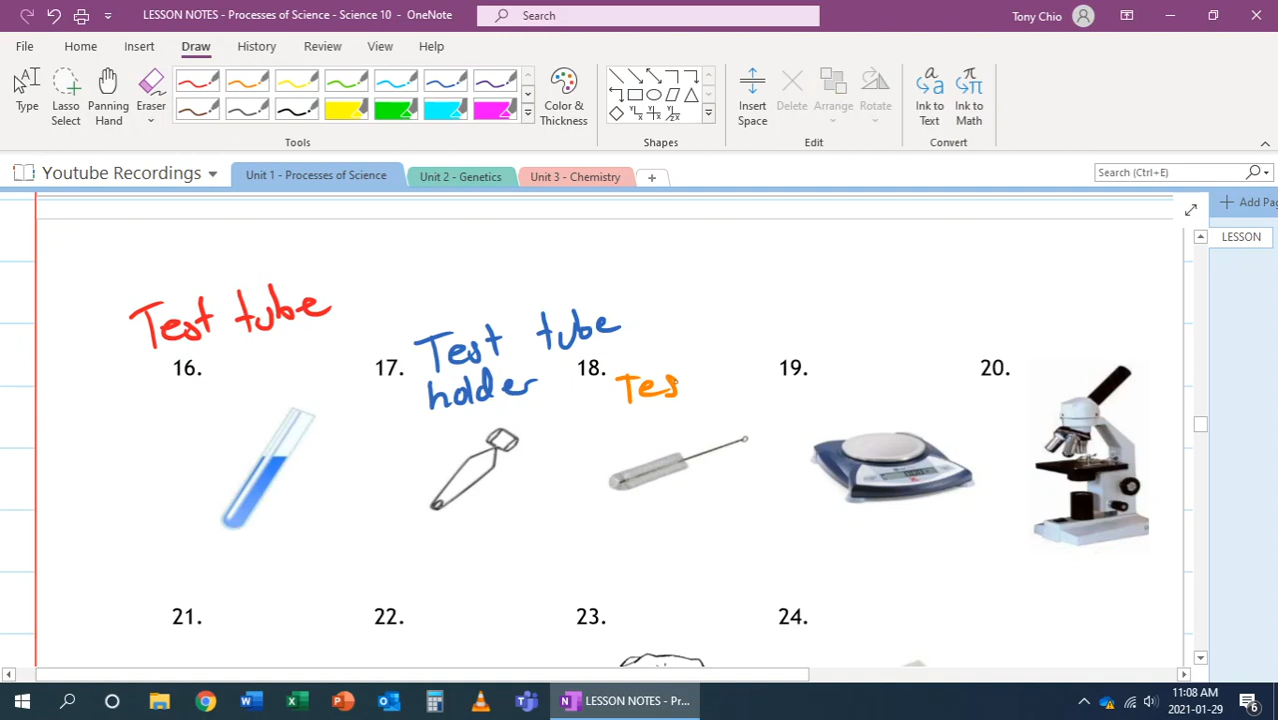 LESSON NOTES - Processes of Science - Science 10 - OneNote
Search
Tony Chio
File Home Insert Draw History Review View Help
Type
Lasso Select
Panning Hand
Eraser
Color & Thickness
Insert Space
Delete
Arrange
Rotate
Ink to Text
Ink to Math
Tools
Shapes
Edit
Convert
Youtube Recordings
Unit 1 - Processes of Science
Unit 2 - Genetics
Unit 3 - Chemistry
Search (Ctrl+E)
Add Pag
LESSON
Test tube
Test tube
holder
Tes
16. 17. 18. 19. 20.
21. 22. 23. 24.
LESSON NOTES - Pr...
11:08 AM
2021-01-29
6